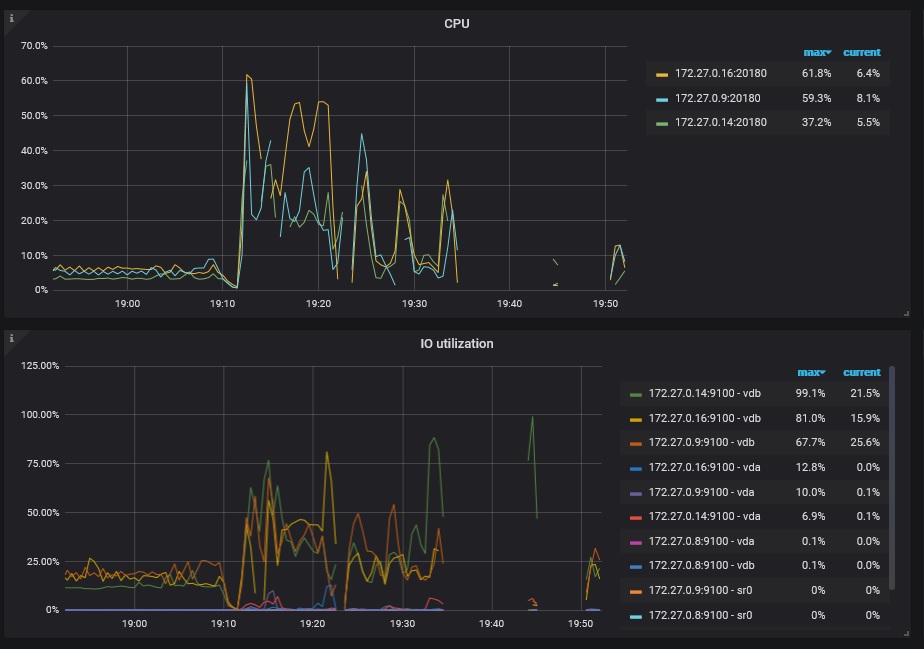 CPU
70.0%
60.0%
50.0%
40.0%
30.0%
20.0%
10.0%
0%
19:00 19:10 19:20 19:30 19:40 19:50
max current
172.27.0.16:20180 61.8% 6.4%
172.27.0.9:20180 59.3% 8.1%
172.27.0.14:20180 37.2% 5.5%
IO utilization
125.00%
100.00%
75.00%
50.00%
25.00%
0%
19:00 19:10 19:20 19:30 19:40 19:50
max current
172.27.0.14:9100 - vdb 99.1% 21.5%
172.27.0.16:9100 - vdb 81.0% 15.9%
172.27.0.9:9100 - vdb 67.7% 25.6%
172.27.0.16:9100 - vda 12.8% 0.0%
172.27.0.9:9100 - vda 10.0% 0.1%
172.27.0.14:9100 - vda 6.9% 0.1%
172.27.0.8:9100 - vda 0.1% 0.0%
172.27.0.8:9100 - vdb 0.1% 0.0%
172.27.0.9:9100 - sr0 0% 0%
172.27.0.8:9100 - sr0 0% 0%